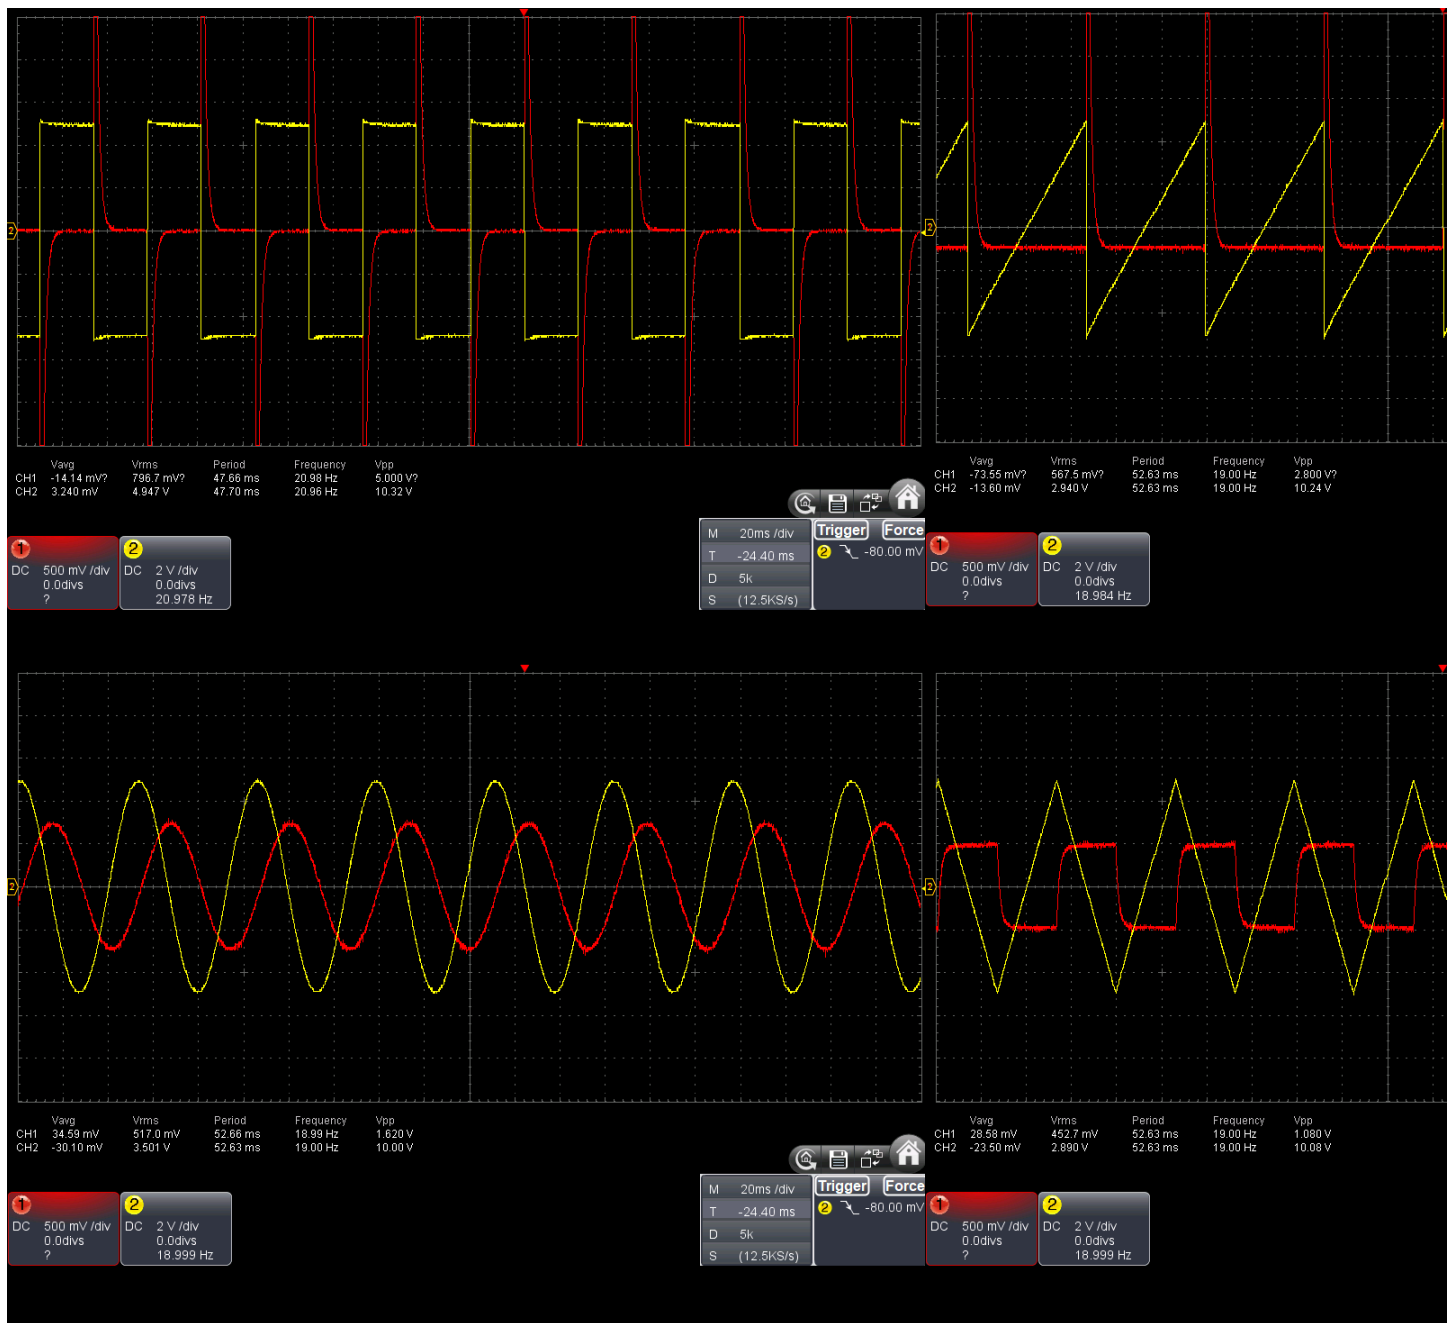 2
2
Vavg Vrms Period Frequency Vpp
CH1 -14.14 mV? 796.7 mV? 47.66 ms 20.98 Hz 5.000 V?
CH2 3.240 mV 4.947 V 47.70 ms 20.96 Hz 10.32 V
Vavg Vrms Period Frequency Vpp
CH1 -73.55 mV? 567.5 mV? 52.63 ms 19.00 Hz 2.800 V?
CH2 -13.60 mV 2.940 V 52.63 ms 19.00 Hz 10.24 V
1
DC 500 mV /div
0.0divs
?
2
DC 2 V /div
0.0divs
20.978 Hz
M 20ms /div
T -24.40 ms
D 5k
S (12.5KS/s)
Trigger Force
2 -80.00 mV
1
DC 500 mV /div
0.0divs
?
2
DC 2 V /div
0.0divs
18.984 Hz
2
2
Vavg Vrms Period Frequency Vpp
CH1 34.59 mV 517.0 mV 52.66 ms 18.99 Hz 1.620 V
CH2 -30.10 mV 3.501 V 52.63 ms 19.00 Hz 10.00 V
Vavg Vrms Period Frequency Vpp
CH1 28.58 mV 452.7 mV 52.63 ms 19.00 Hz 1.080 V
CH2 -23.50 mV 2.890 V 52.63 ms 19.00 Hz 10.08 V
1
DC 500 mV /div
0.0divs
?
2
DC 2 V /div
0.0divs
18.999 Hz
M 20ms /div
T -24.40 ms
D 5k
S (12.5KS/s)
Trigger Force
2 -80.00 mV
1
DC 500 mV /div
0.0divs
?
2
DC 2 V /div
0.0divs
18.999 Hz